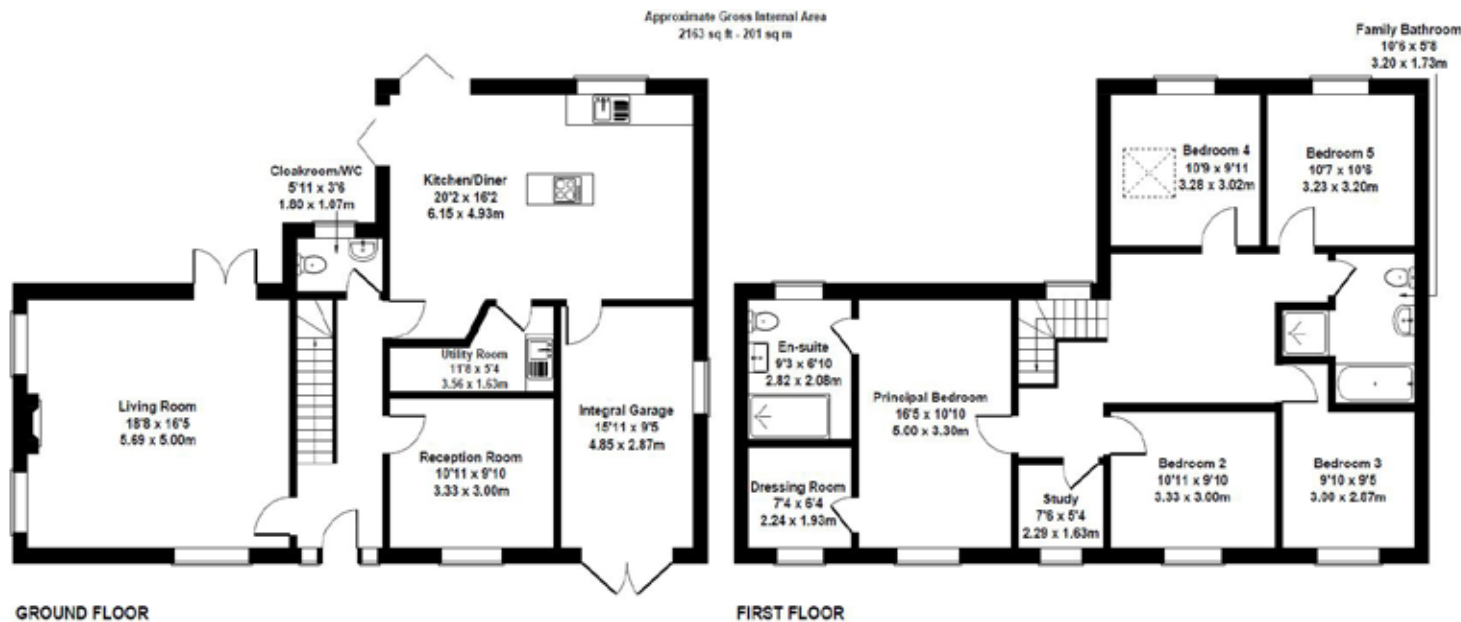 Approximate Gross Internal Area
2163 sq ft - 201 sq m
Family Bathroom
10'6 x 5'8
3.20 x 1.73m
Cloakroom/WC
5'11 x 3'6
1.80 x 1.07m
Kitchen/Diner
20'2 x 16'2
6.15 x 4.93m
Utility Room
11'8 x 5'4
3.56 x 1.63m
Living Room
18'8 x 16'5
5.69 x 5.00m
Integral Garage
15'11 x 9'5
4.85 x 2.87m
Reception Room
10'11 x 9'10
3.33 x 3.00m
GROUND FLOOR
Bedroom 4
10'9 x 9'11
3.28 x 3.02m
Bedroom 5
10'7 x 10'6
3.23 x 3.20m
En-suite
9'3 x 6'10
2.82 x 2.08m
Principal Bedroom
16'5 x 10'10
5.00 x 3.30m
Dressing Room
7'4 x 6'4
2.24 x 1.93m
Study
7'6 x 5'4
2.29 x 1.63m
Bedroom 2
10'11 x 9'10
3.33 x 3.00m
Bedroom 3
9'10 x 9'5
3.00 x 2.87m
FIRST FLOOR